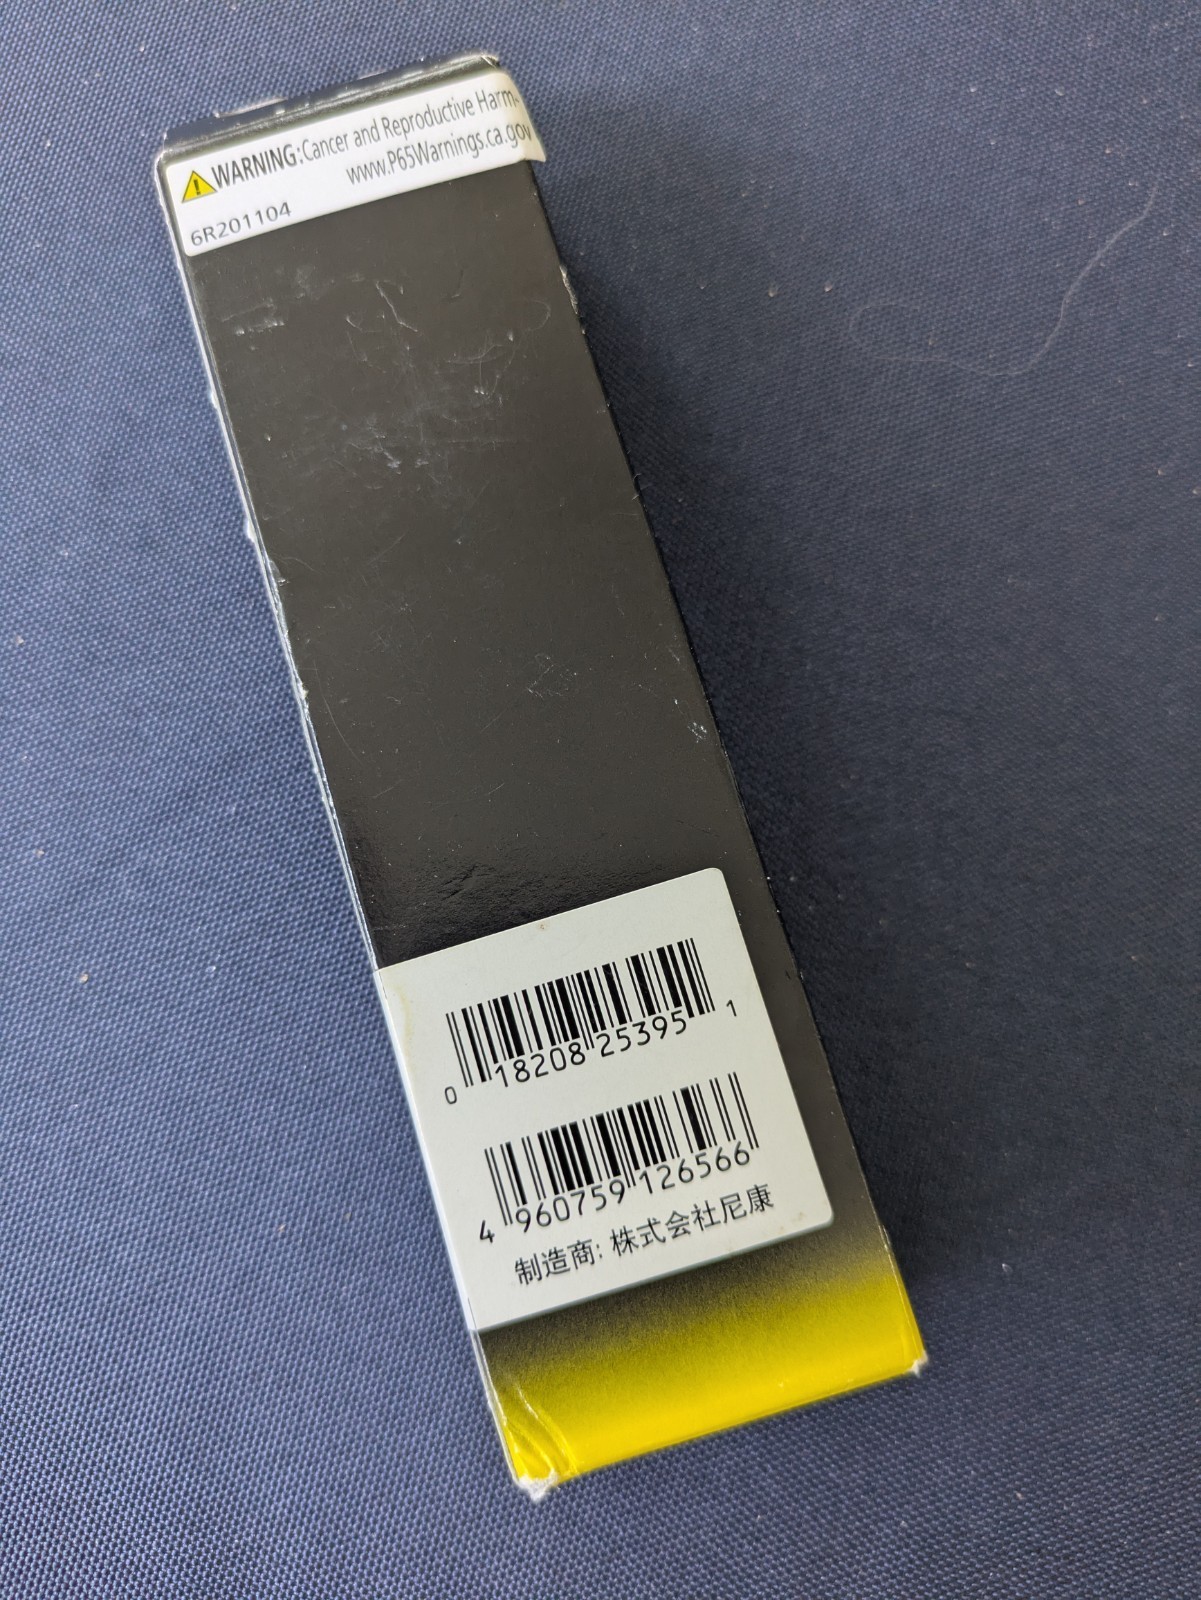 WARNING: Cancer and Reproductive Harm-
www.P65Warnings.ca.gov
6R201104
0 18208 25395 1
4 960759 126566
制造商: 株式会社尼康